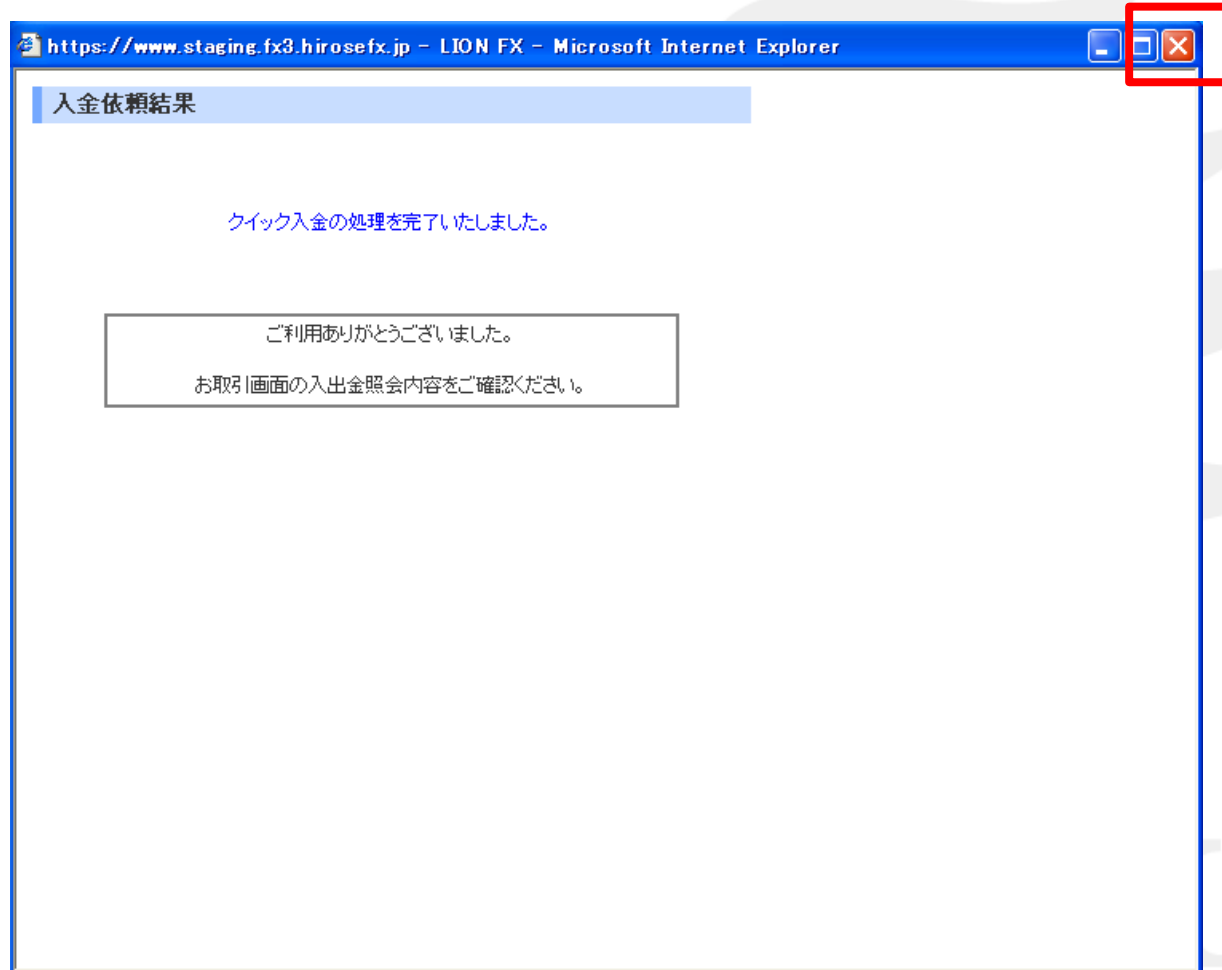 https://www.staging.fx3.hirosefx.jp - LION FX - Microsoft Internet Explorer
入金依頼結果
クイック入金の処理を完了いたしました。
ご利用ありがとうございました。
お取引画面の入出金照会内容をご確認ください。